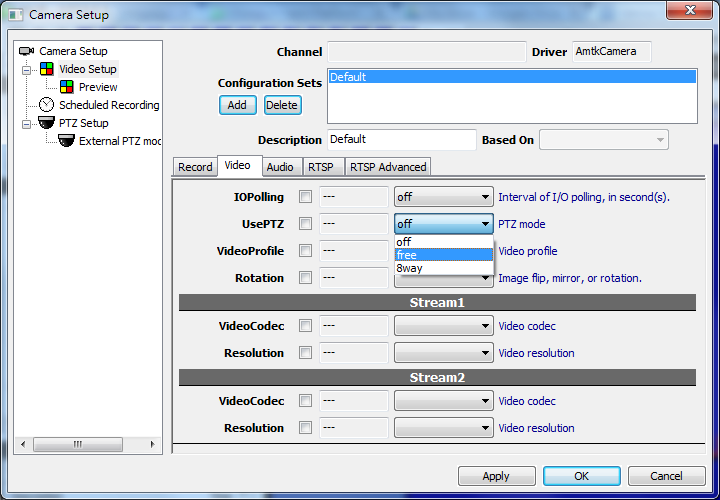 Camera Setup
Camera Setup
Video Setup
Preview
Scheduled Recording
PTZ Setup
External PTZ moc
Channel
Driver AmtkCamera
Configuration Sets Default
Add Delete
Description Default Based On
Record Video Audio RTSP RTSP Advanced
IOPolling --- off Interval of I/O polling, in second(s).
UsePTZ --- off PTZ mode
off
free
8way
VideoProfile --- Video profile
Rotation --- Image flip, mirror, or rotation.
Stream1
VideoCodec --- Video codec
Resolution --- Video resolution
Stream2
VideoCodec --- Video codec
Resolution --- Video resolution
Apply OK Cancel